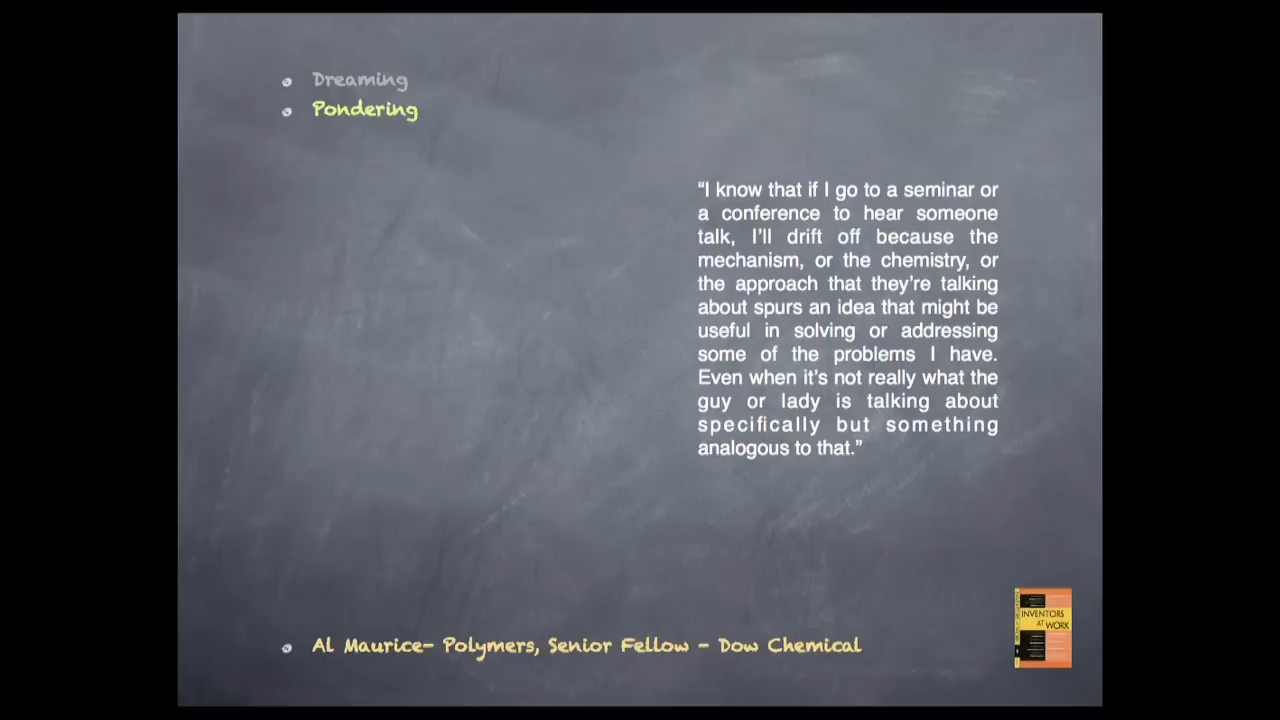 Dreaming
Pondering
“I know that if I go to a seminar or
a conference to hear someone
talk, I’ll drift off because the
mechanism, or the chemistry, or
the approach that they’re talking
about spurs an idea that might be
useful in solving or addressing
some of the problems I have.
Even when it’s not really what the
guy or lady is talking about
specifically but something
analogous to that.”
Al Maurice- Polymers, Senior Fellow - Dow Chemical
INVENTORS
AT WORK